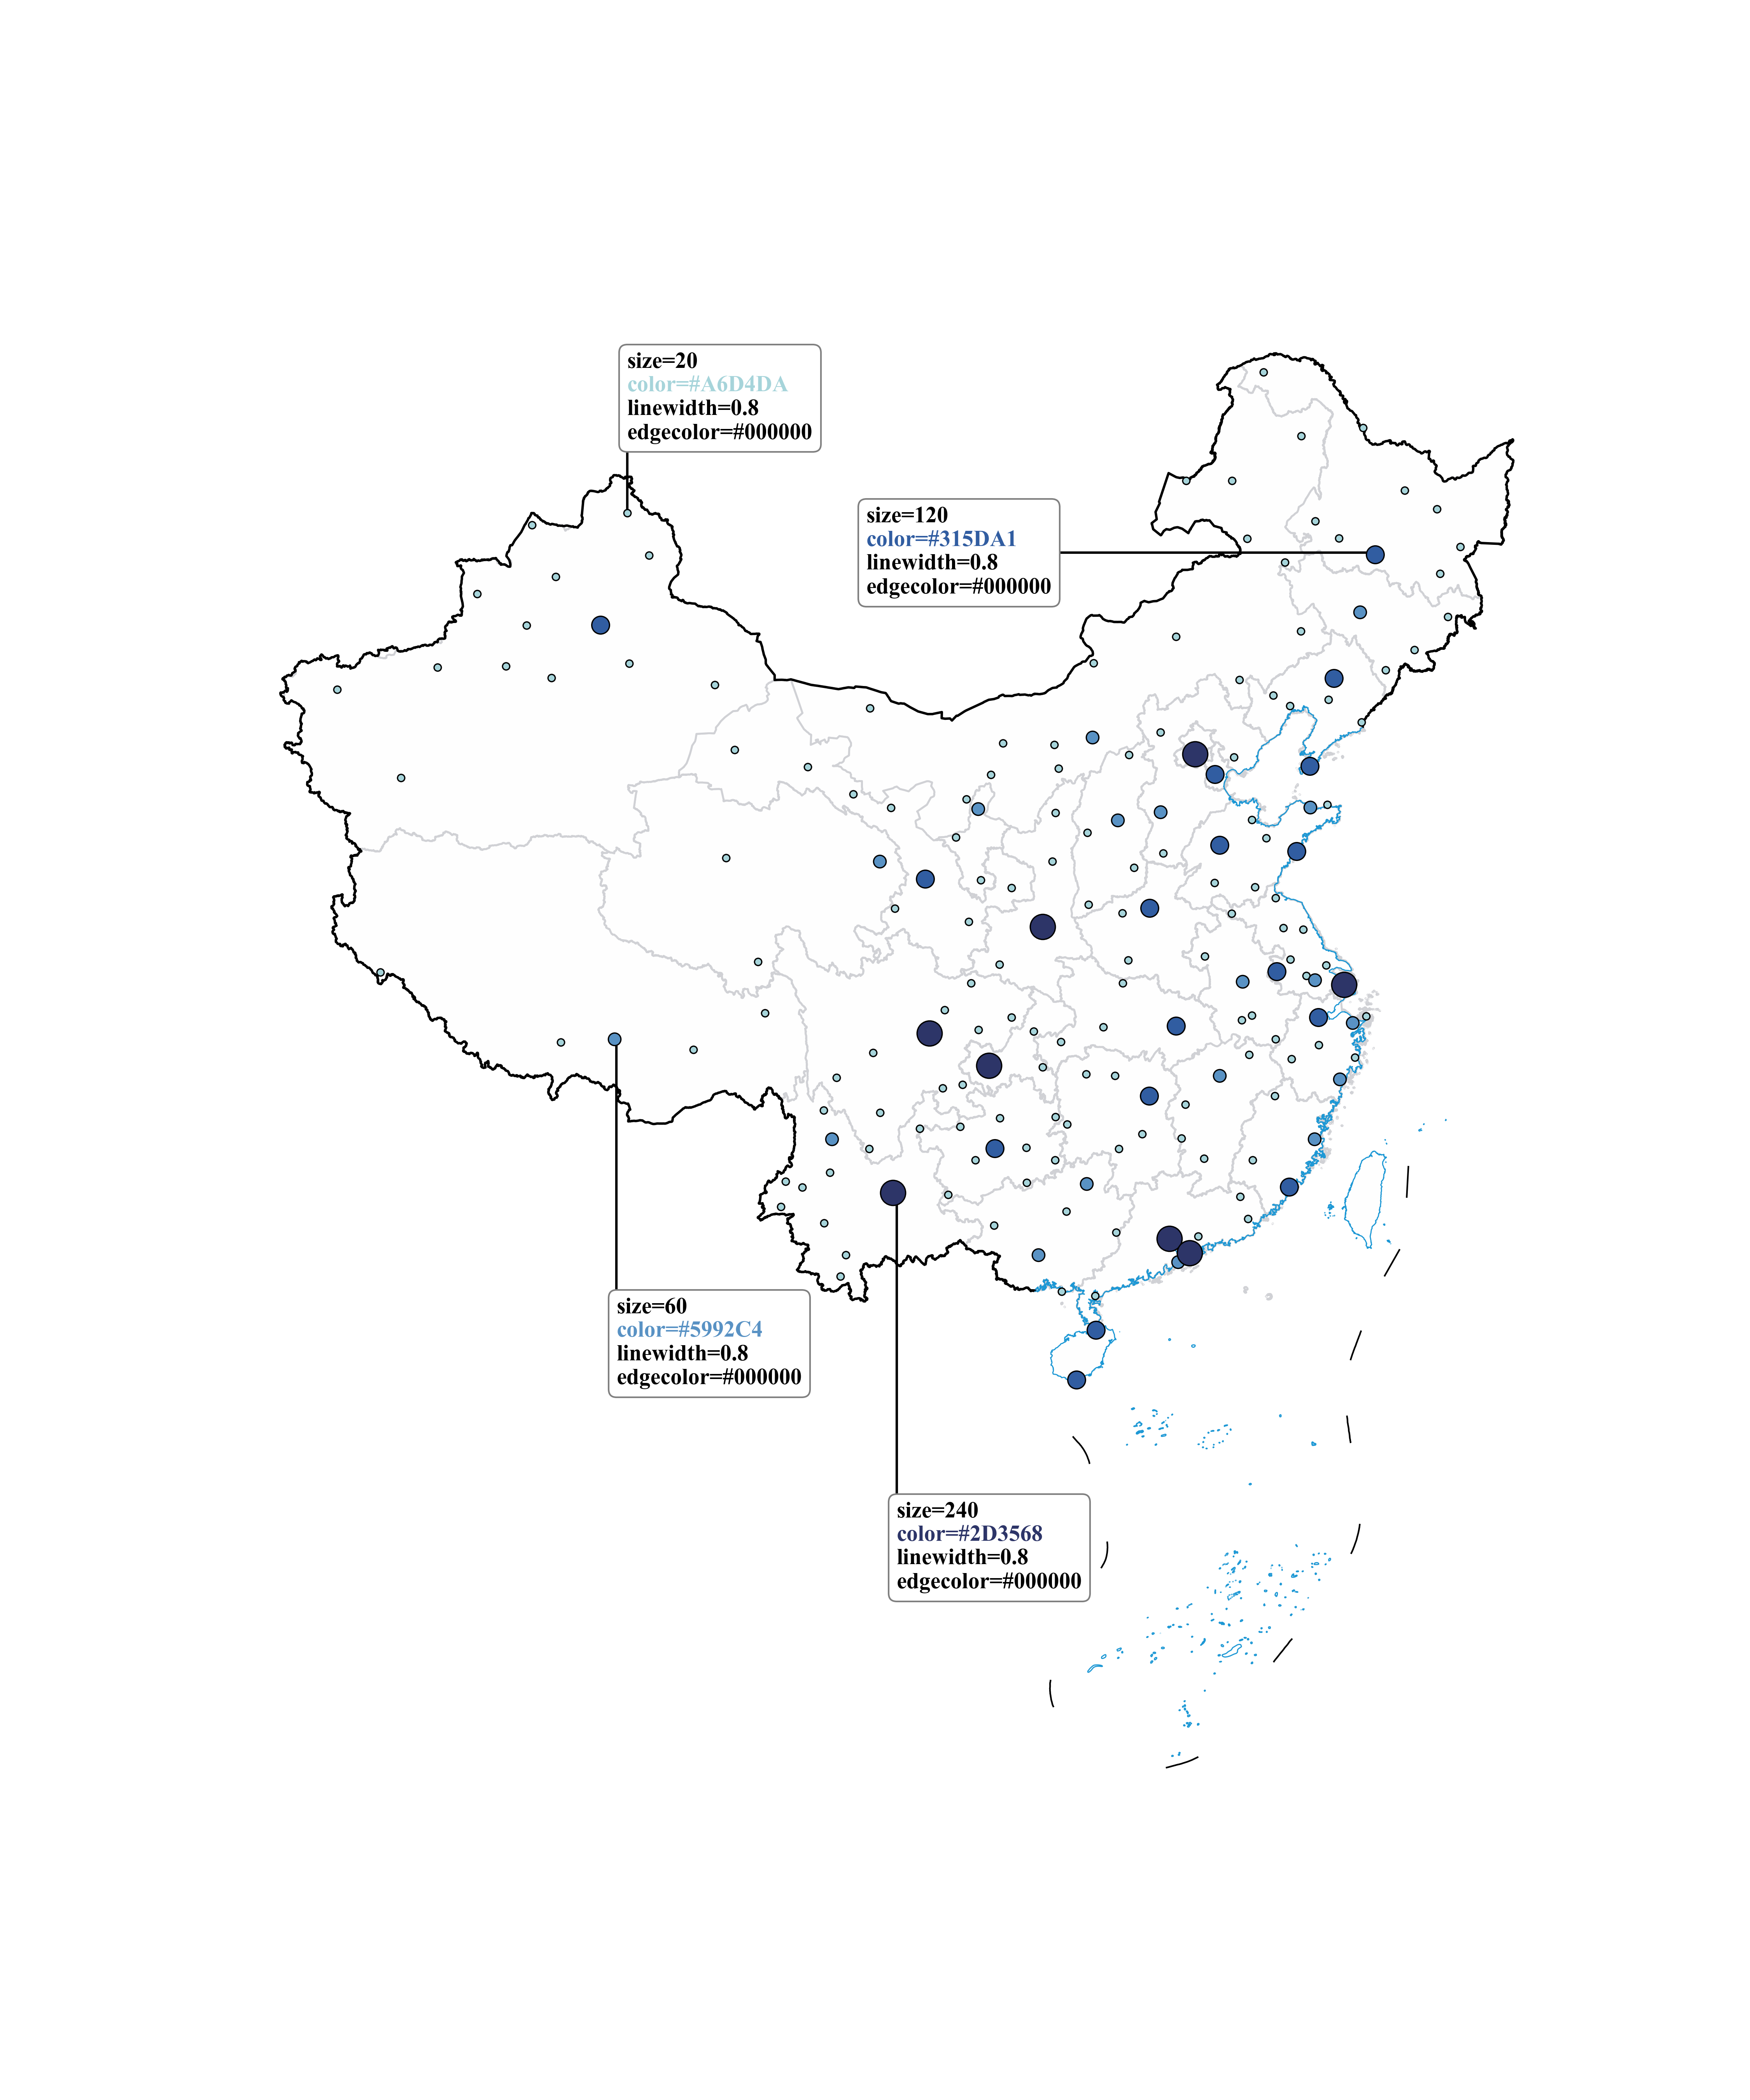 size=20
color=#A6D4DA
linewidth=0.8
edgecolor=#000000
size=120
color=#315DA1
linewidth=0.8
edgecolor=#000000
size=60
color=#5992C4
linewidth=0.8
edgecolor=#000000
size=240
color=#2D3568
linewidth=0.8
edgecolor=#000000